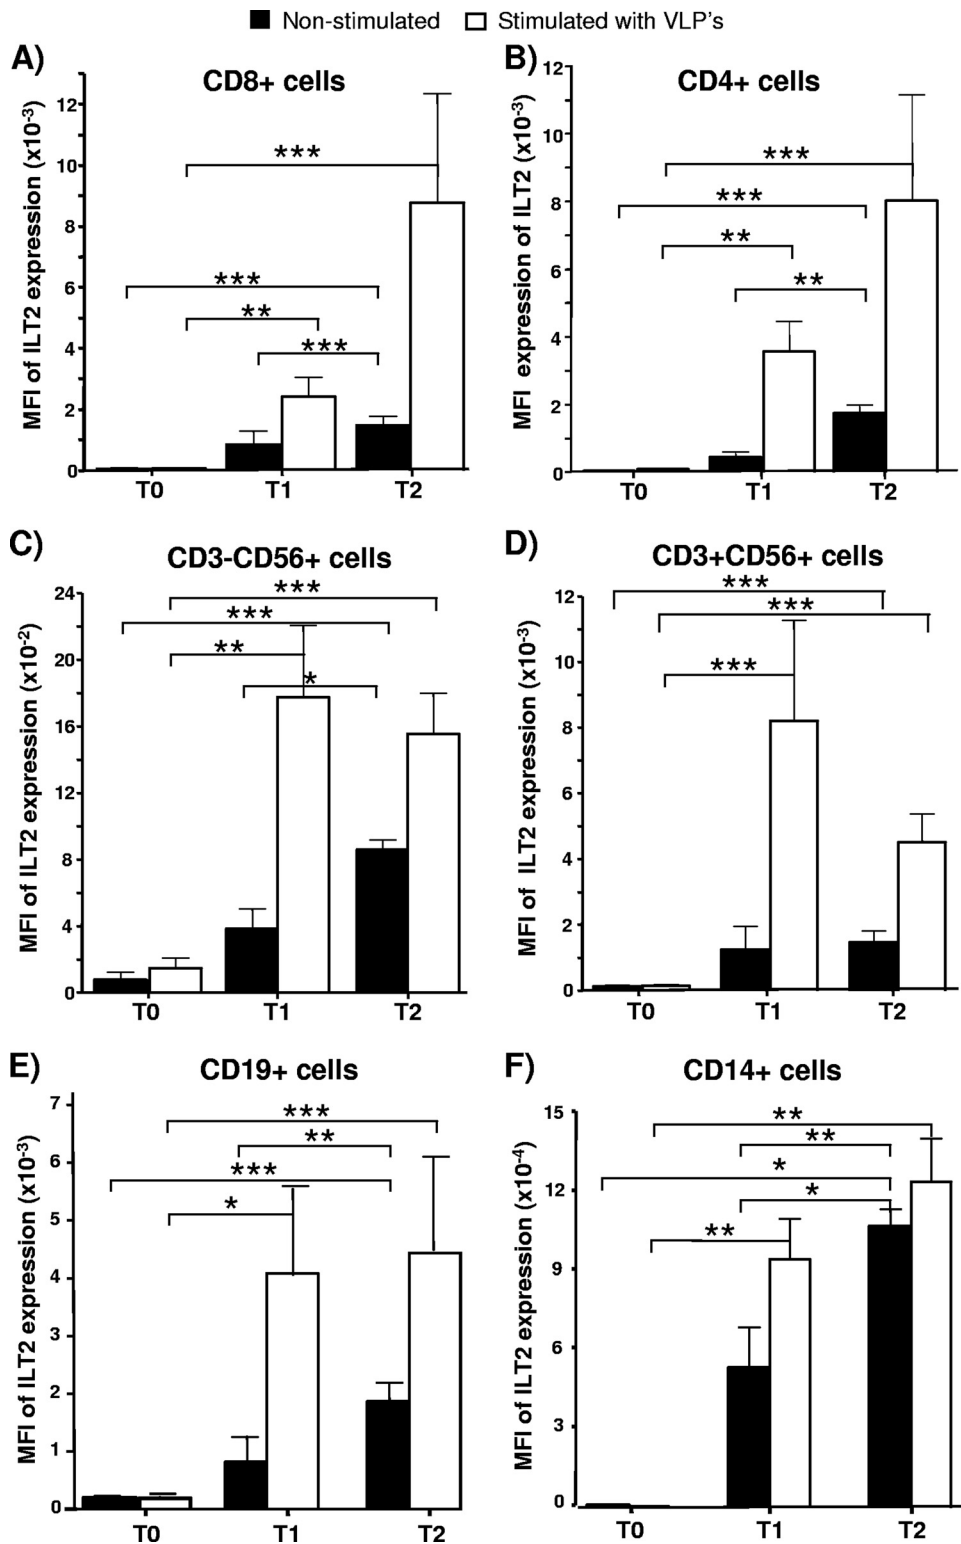 Non-stimulated Stimulated with VLP's
A)
CD8+ cells
MFI of ILT2 expression (x10-3)
12
10
8
6
4
2
0
***
***
**
***
T0 T1 T2
B)
CD4+ cells
MFI expression of ILT2 (x10-3)
12
10
8
6
4
2
0
***
***
**
**
T0 T1 T2
C)
CD3-CD56+ cells
MFI of ILT2 expression (x10-2)
24
20
16
12
8
4
0
***
***
**
*
T0 T1 T2
D)
CD3+CD56+ cells
MFI of ILT2 expression (x10-3)
12
10
8
6
4
2
0
***
***
***
T0 T1 T2
E)
CD19+ cells
MFI of ILT2 expression (x10-3)
7
6
5
4
3
2
1
0
***
**
***
*
T0 T1 T2
F)
CD14+ cells
MFI of ILT2 expression (x10-4)
15
12
9
6
3
0
**
**
*
*
**
T0 T1 T2